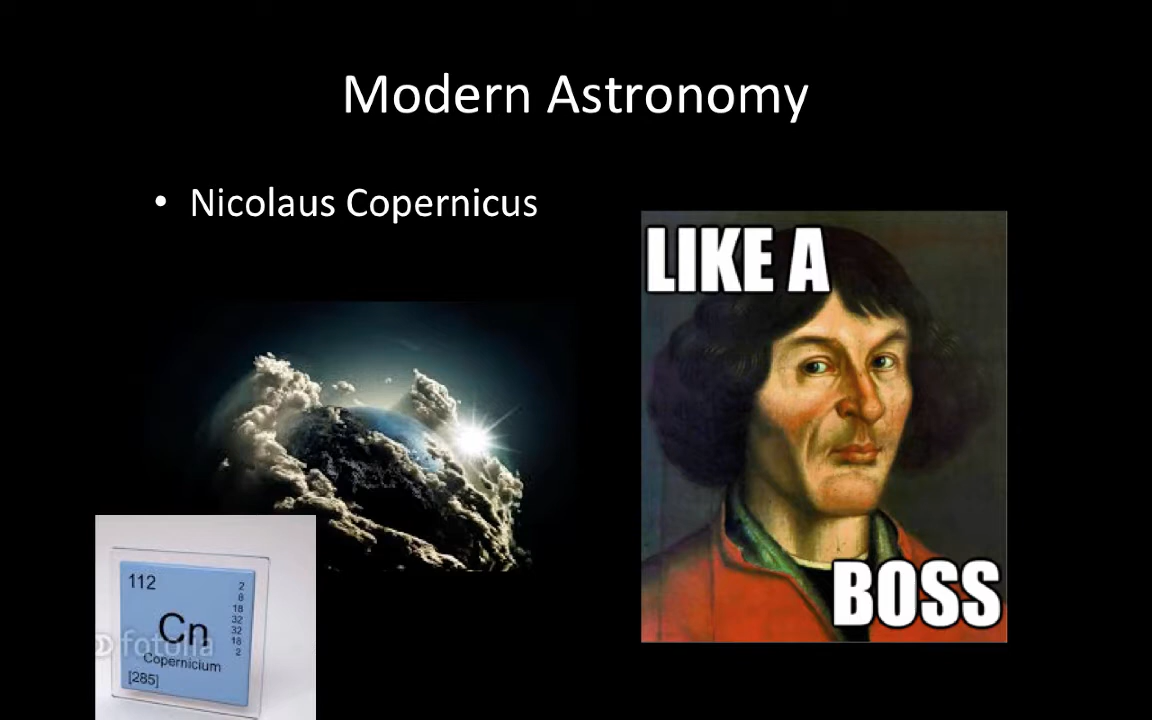 Modern Astronomy
• Nicolaus Copernicus
LIKE A
BOSS
112
2
8
18
32
32
18
2
Cn
fotolia
Copernicium
[285]